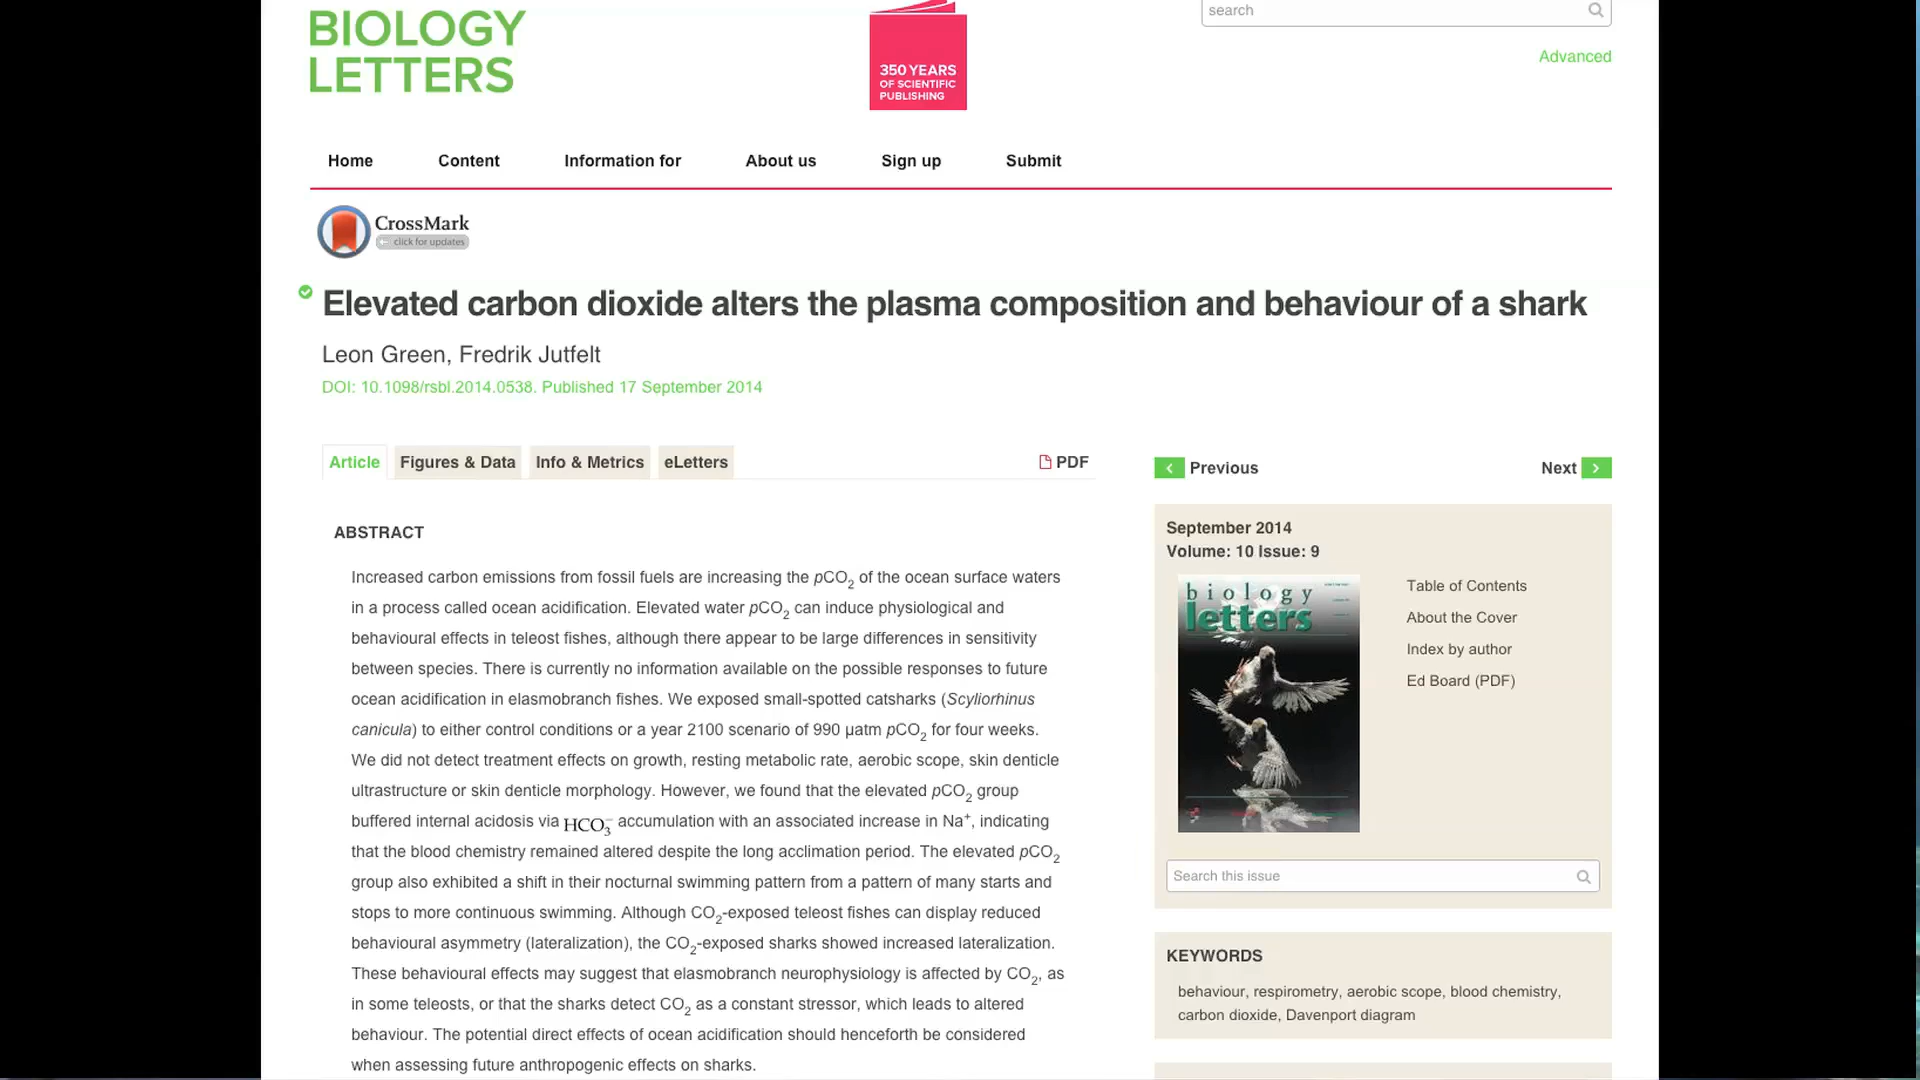 BIOLOGY
LETTERS
350 YEARS
OF SCIENTIFIC
PUBLISHING
search
Advanced
Home Content Information for About us Sign up Submit
CrossMark
click for updates
Elevated carbon dioxide alters the plasma composition and behaviour of a shark
Leon Green, Fredrik Jutfelt
DOI: 10.1098/rsbl.2014.0538. Published 17 September 2014
Article Figures & Data Info & Metrics eLetters PDF
ABSTRACT
Increased carbon emissions from fossil fuels are increasing the pCO2 of the ocean surface waters
in a process called ocean acidification. Elevated water pCO2 can induce physiological and
behavioural effects in teleost fishes, although there appear to be large differences in sensitivity
between species. There is currently no information available on the possible responses to future
ocean acidification in elasmobranch fishes. We exposed small-spotted catsharks (Scyliorhinus
canicula) to either control conditions or a year 2100 scenario of 990 μatm pCO2 for four weeks.
We did not detect treatment effects on growth, resting metabolic rate, aerobic scope, skin denticle
ultrastructure or skin denticle morphology. However, we found that the elevated pCO2 group
buffered internal acidosis via HCO3− accumulation with an associated increase in Na+, indicating
that the blood chemistry remained altered despite the long acclimation period. The elevated pCO2
group also exhibited a shift in their nocturnal swimming pattern from a pattern of many starts and
stops to more continuous swimming. Although CO2-exposed teleost fishes can display reduced
behavioural asymmetry (lateralization), the CO2-exposed sharks showed increased lateralization.
These behavioural effects may suggest that elasmobranch neurophysiology is affected by CO2, as
in some teleosts, or that the sharks detect CO2 as a constant stressor, which leads to altered
behaviour. The potential direct effects of ocean acidification should henceforth be considered
when assessing future anthropogenic effects on sharks.
Previous Next
September 2014
Volume: 10 Issue: 9
biology
letters
Table of Contents
About the Cover
Index by author
Ed Board (PDF)
Search this issue
KEYWORDS
behaviour, respirometry, aerobic scope, blood chemistry,
carbon dioxide, Davenport diagram